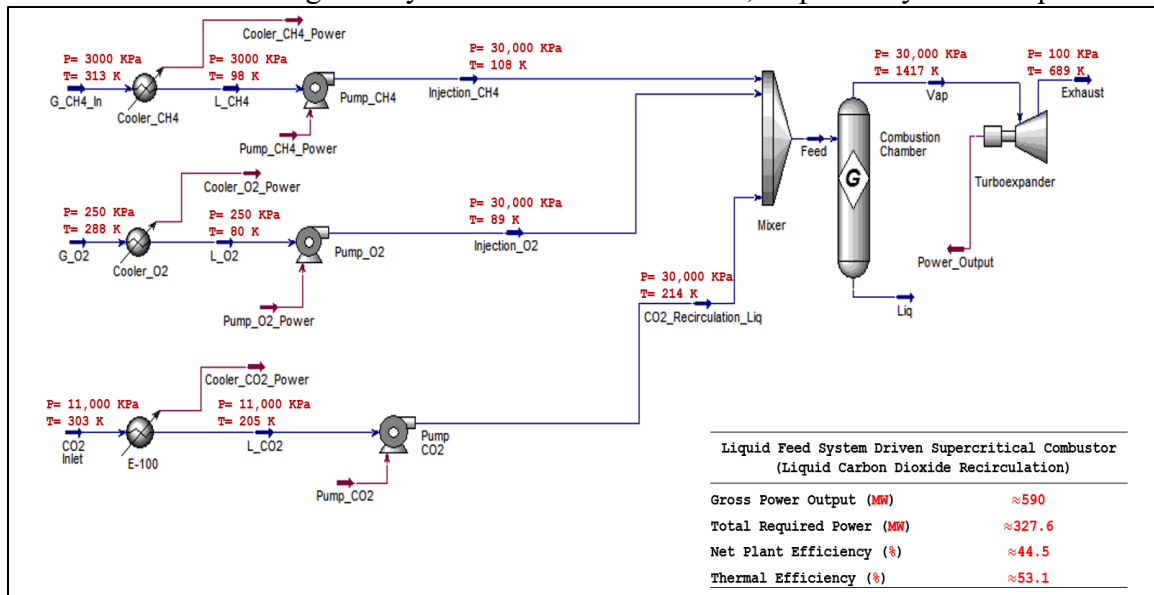 Cooler_CH4_Power
P= 3000 KPa
T= 313 K
G_CH4_In
Cooler_CH4
P= 3000 KPa
T= 98 K
L_CH4
Pump_CH4
Pump_CH4_Power
P= 30,000 KPa
T= 108 K
Injection_CH4
Cooler_O2_Power
P= 250 KPa
T= 288 K
G_O2
Cooler_O2
P= 250 KPa
T= 80 K
L_O2
Pump_O2
Pump_O2_Power
P= 30,000 KPa
T= 89 K
Injection_O2
Cooler_CO2_Power
P= 11,000 KPa
T= 303 K
CO2
Inlet
E-100
P= 11,000 KPa
T= 205 K
L_CO2
Pump
CO2
Pump_CO2
P= 30,000 KPa
T= 214 K
CO2_Recirculation_Liq
Mixer
Feed
P= 30,000 KPa
T= 1417 K
Vap
Combustion
Chamber
G
Liq
P= 100 KPa
T= 689 K
Exhaust
Turboexpander
Power_Output
Liquid Feed System Driven Supercritical Combustor
(Liquid Carbon Dioxide Recirculation)
Gross Power Output (MW) ≈590
Total Required Power (MW) ≈327.6
Net Plant Efficiency (%) ≈44.5
Thermal Efficiency (%) ≈53.1